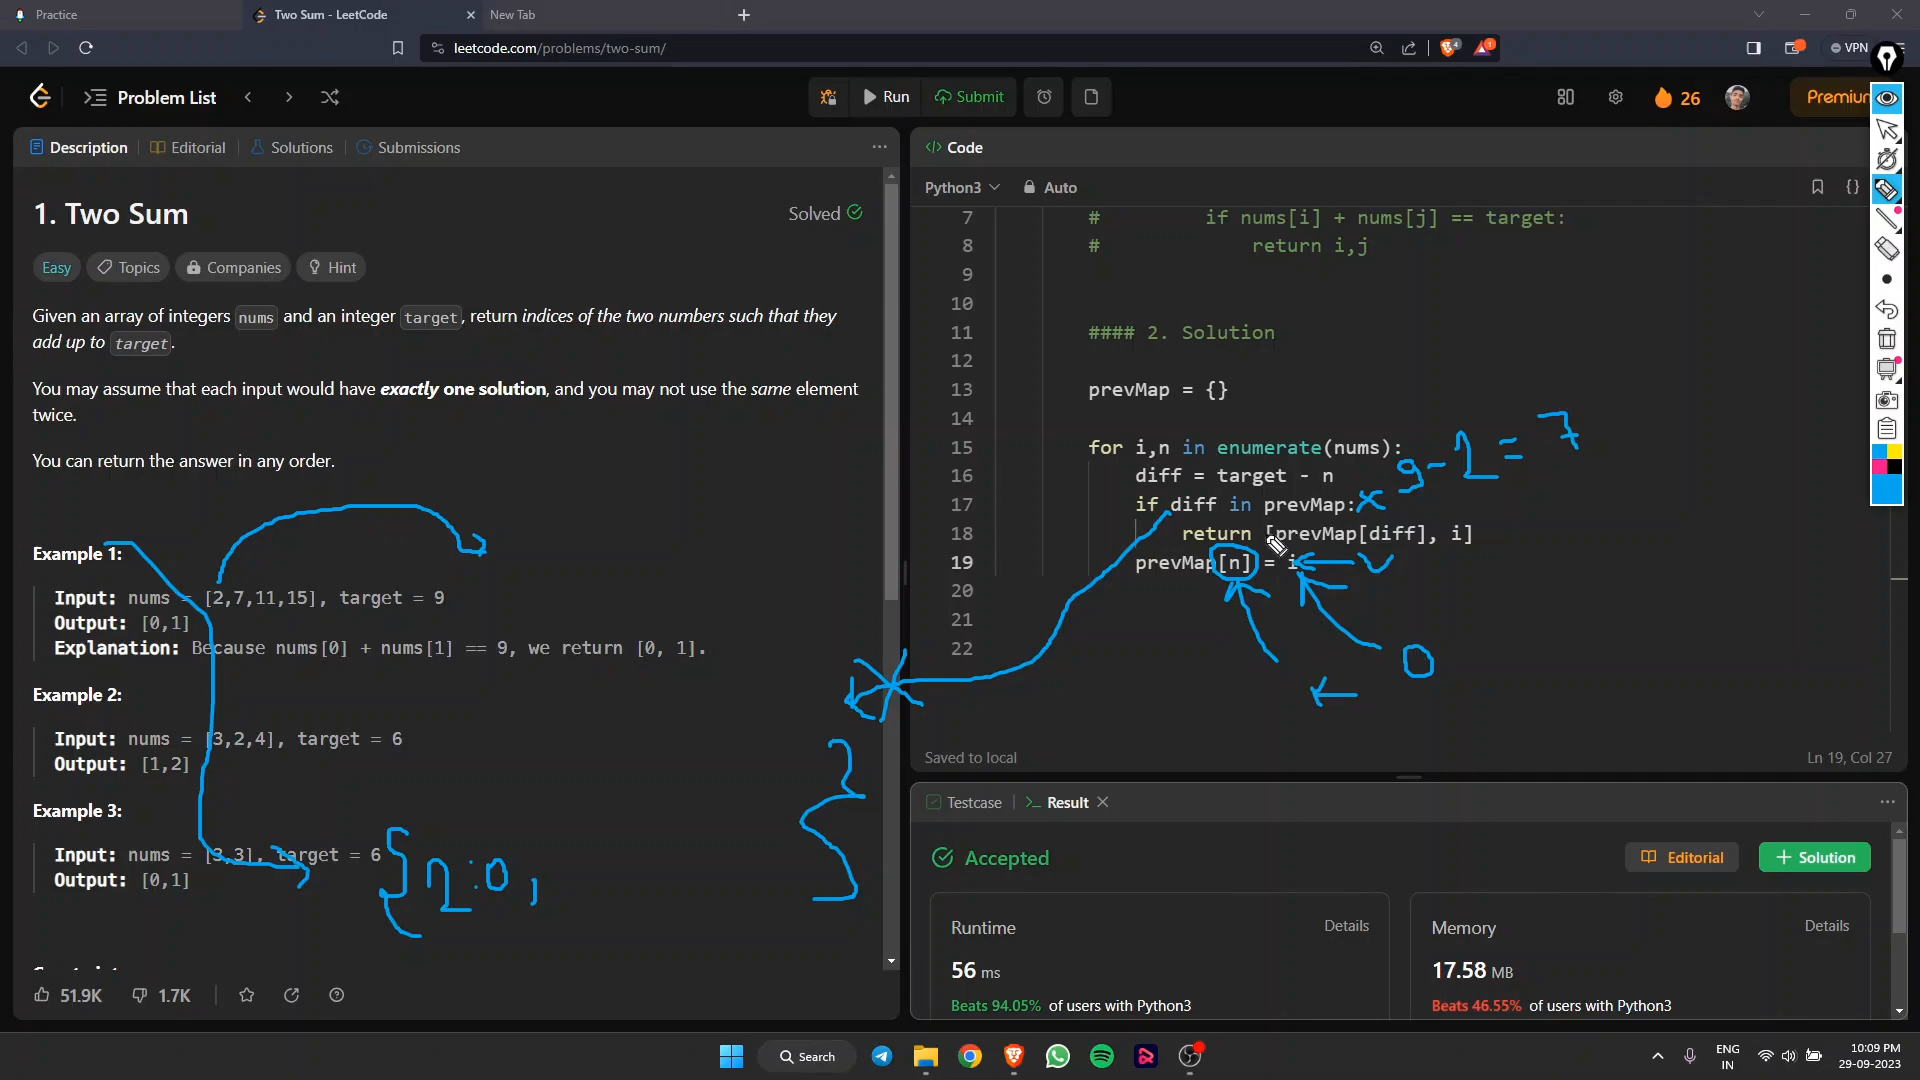 Practice
Two Sum - LeetCode
New Tab
leetcode.com/problems/two-sum/
4
1
VPN
Problem List
Run
Submit
26
Premium
Description
Editorial
Solutions
Submissions
1. Two Sum
Solved
Easy
Topics
Companies
Hint
Given an array of integers nums and an integer target, return indices of the two numbers such that they
add up to target.
You may assume that each input would have exactly one solution, and you may not use the same element
twice.
You can return the answer in any order.
Example 1:
Input: nums = [2,7,11,15], target = 9
Output: [0,1]
Explanation: Because nums[0] + nums[1] == 9, we return [0, 1].
Example 2:
Input: nums = [3,2,4], target = 6
Output: [1,2]
Example 3:
Input: nums = [3,3], target = 6
Output: [0,1]
2
{2:0,
51.9K
1.7K
</> Code
Python3
Auto
{}
7 # if nums[i] + nums[j] == target:
8 # return i,j
9
10
11 #### 2. Solution
12
13 prevMap = {}
14
15 for i,n in enumerate(nums):
16 diff = target - n
9-2=7
17 if diff in prevMap:
18 return [prevMap[diff], i]
19 prevMap[n] = i
20
21
22
0
Saved to local
Ln 19, Col 27
Testcase
Result
Accepted
Editorial
Solution
Runtime
Details
56 ms
Beats 94.05% of users with Python3
Memory
Details
17.58 MB
Beats 46.55% of users with Python3
Search
ENG
IN
10:09 PM
29-09-2023